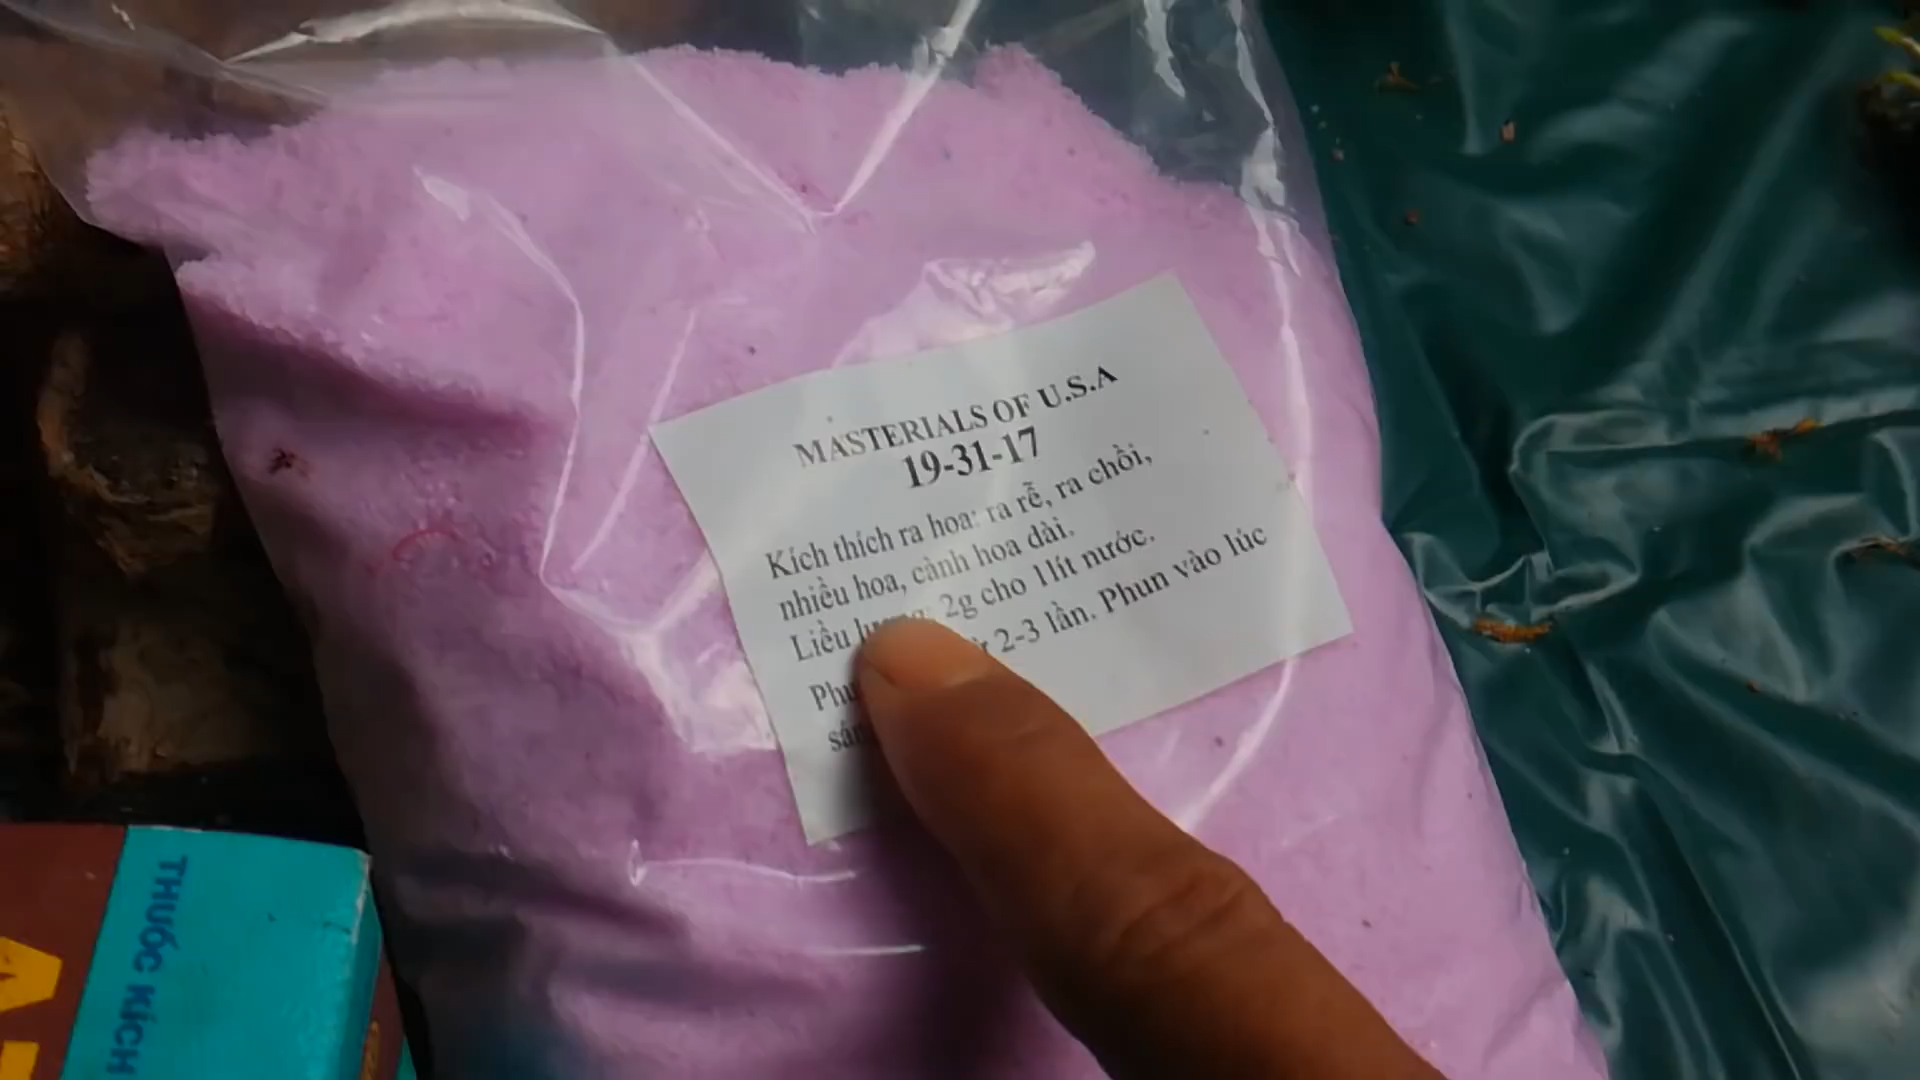 MASTERIALS OF U.S.A
19-31-17
Kích thích ra hoa: ra rễ, ra chồi,
nhiều hoa, cành hoa dài.
Liều lượng: 2g cho 1lít nước.
2-3 lần. Phun vào lúc
THUỐC KÍCH